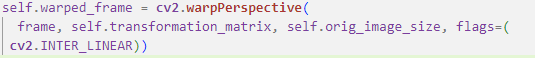 self.warped_frame = cv2.warpPerspective(
frame, self.transformation_matrix, self.orig_image_size, flags=(
cv2.INTER_LINEAR))